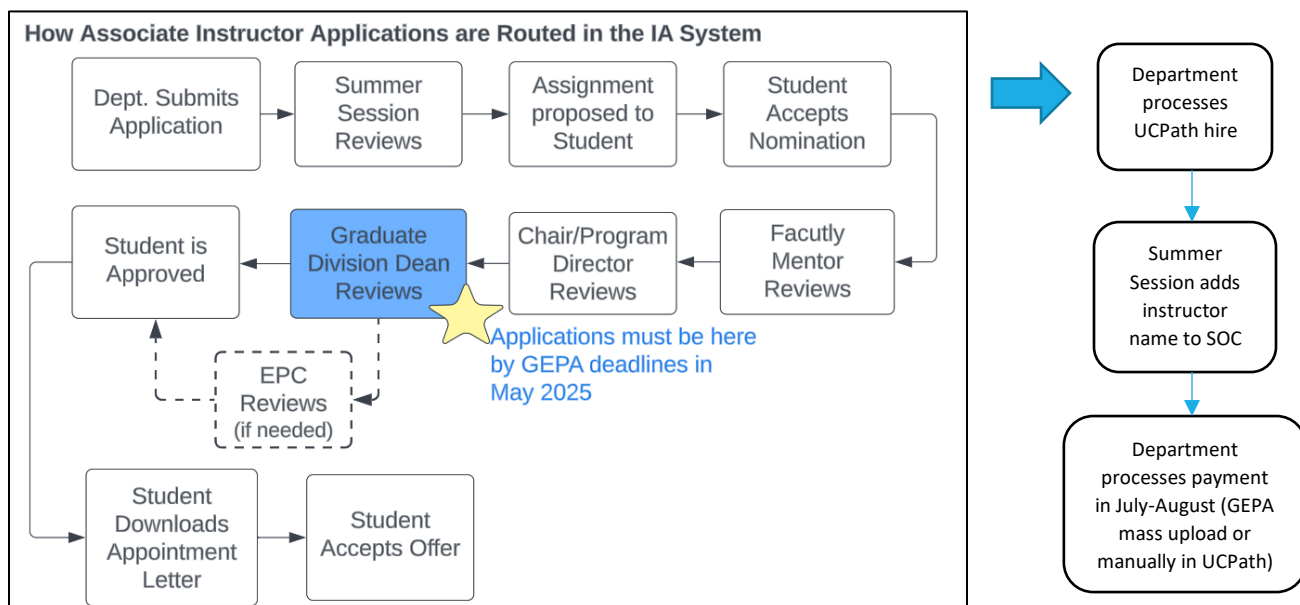 How Associate Instructor Applications are Routed in the IA System
Dept. Submits
Application
Summer
Session
Reviews
Assignment
proposed to
Student
Student
Accepts
Nomination
Facutly
Mentor
Reviews
Chair/Program
Director
Reviews
Graduate
Division Dean
Reviews
Applications must be here
by GEPA deadlines in
May 2025
Student is
Approved
EPC
Reviews
(if needed)
Student
Downloads
Appointment
Letter
Student
Accepts Offer
Department
processes
UCPath hire
Summer
Session adds
instructor
name to SOC
Department
processes payment
in July-August (GEPA
mass upload or
manually in UCPath)